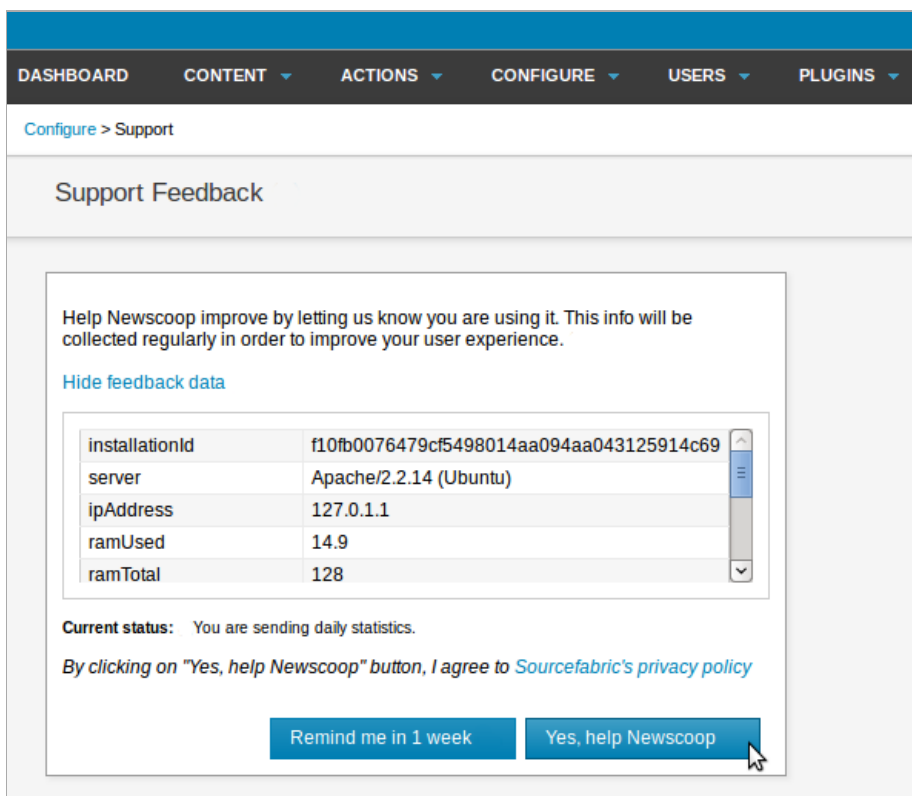 DASHBOARD CONTENT ACTIONS CONFIGURE USERS PLUGINS
Configure > Support
Support Feedback
Help Newscoop improve by letting us know you are using it. This info will be
collected regularly in order to improve your user experience.
Hide feedback data
installationId f10fb0076479cf5498014aa094aa043125914c69
server Apache/2.2.14 (Ubuntu)
ipAddress 127.0.1.1
ramUsed 14.9
ramTotal 128
Current status: You are sending daily statistics.
By clicking on "Yes, help Newscoop" button, I agree to Sourcefabric's privacy policy
Remind me in 1 week Yes, help Newscoop